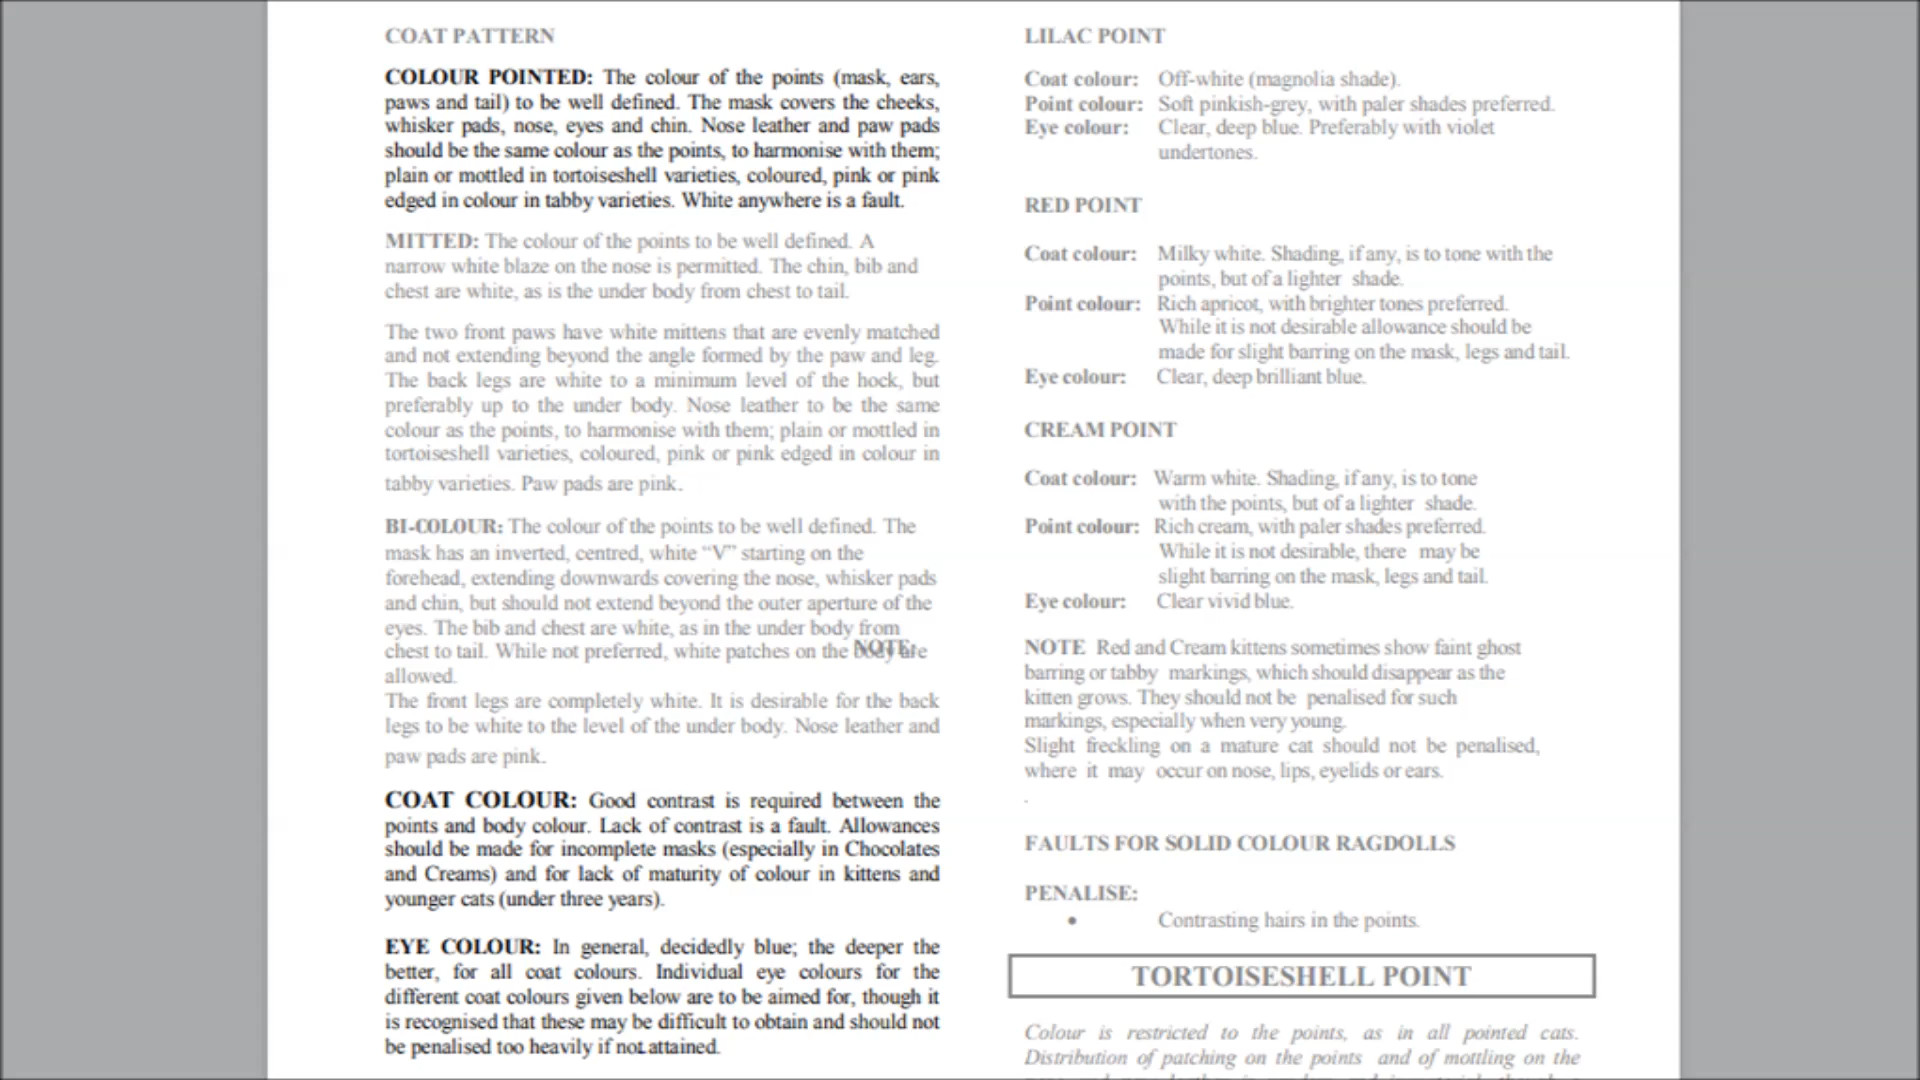 COAT PATTERN
COLOUR POINTED: The colour of the points (mask, ears,
paws and tail) to be well defined. The mask covers the cheeks,
whisker pads, nose, eyes and chin. Nose leather and paw pads
should be the same colour as the points, to harmonise with them;
plain or mottled in tortoiseshell varieties, coloured, pink or pink
edged in colour in tabby varieties. White anywhere is a fault.
MITTED: The colour of the points to be well defined. A
narrow white blaze on the nose is permitted. The chin, bib and
chest are white, as is the under body from chest to tail.
The two front paws have white mittens that are evenly matched
and not extending beyond the angle formed by the paw and leg.
The back legs are white to a minimum level of the hock, but
preferably up to the under body. Nose leather to be the same
colour as the points, to harmonise with them; plain or mottled in
tortoiseshell varieties, coloured, pink or pink edged in colour in
tabby varieties. Paw pads are pink.
BI-COLOUR: The colour of the points to be well defined. The
mask has an inverted, centred, white “V” starting on the
forehead, extending downwards covering the nose, whisker pads
and chin, but should not extend beyond the outer aperture of the
eyes. The bib and chest are white, as in the under body from
NOTE:
chest to tail. While not preferred, white patches on the body are
allowed.
The front legs are completely white. It is desirable for the back
legs to be white to the level of the under body. Nose leather and
paw pads are pink.
COAT COLOUR: Good contrast is required between the
points and body colour. Lack of contrast is a fault. Allowances
should be made for incomplete masks (especially in Chocolates
and Creams) and for lack of maturity of colour in kittens and
younger cats (under three years).
EYE COLOUR: In general, decidedly blue; the deeper the
better, for all coat colours. Individual eye colours for the
different coat colours given below are to be aimed for, though it
is recognised that these may be difficult to obtain and should not
be penalised too heavily if not attained.
LILAC POINT
Coat colour: Off-white (magnolia shade).
Point colour: Soft pinkish-grey, with paler shades preferred.
Eye colour: Clear, deep blue. Preferably with violet
undertones.
RED POINT
Coat colour: Milky white. Shading, if any, is to tone with the
points, but of a lighter shade.
Point colour: Rich apricot, with brighter tones preferred.
While it is not desirable allowance should be
made for slight barring on the mask, legs and tail.
Eye colour: Clear, deep brilliant blue.
CREAM POINT
Coat colour: Warm white. Shading, if any, is to tone
with the points, but of a lighter shade.
Point colour: Rich cream, with paler shades preferred.
While it is not desirable, there may be
slight barring on the mask, legs and tail.
Eye colour: Clear vivid blue.
NOTE Red and Cream kittens sometimes show faint ghost
barring or tabby markings, which should disappear as the
kitten grows. They should not be penalised for such
markings, especially when very young.
Slight freckling on a mature cat should not be penalised,
where it may occur on nose, lips, eyelids or ears.
.
FAULTS FOR SOLID COLOUR RAGDOLLS
PENALISE:
• Contrasting hairs in the points.
TORTOISESHELL POINT
Colour is restricted to the points, as in all pointed cats.
Distribution of patching on the points and of mottling on the